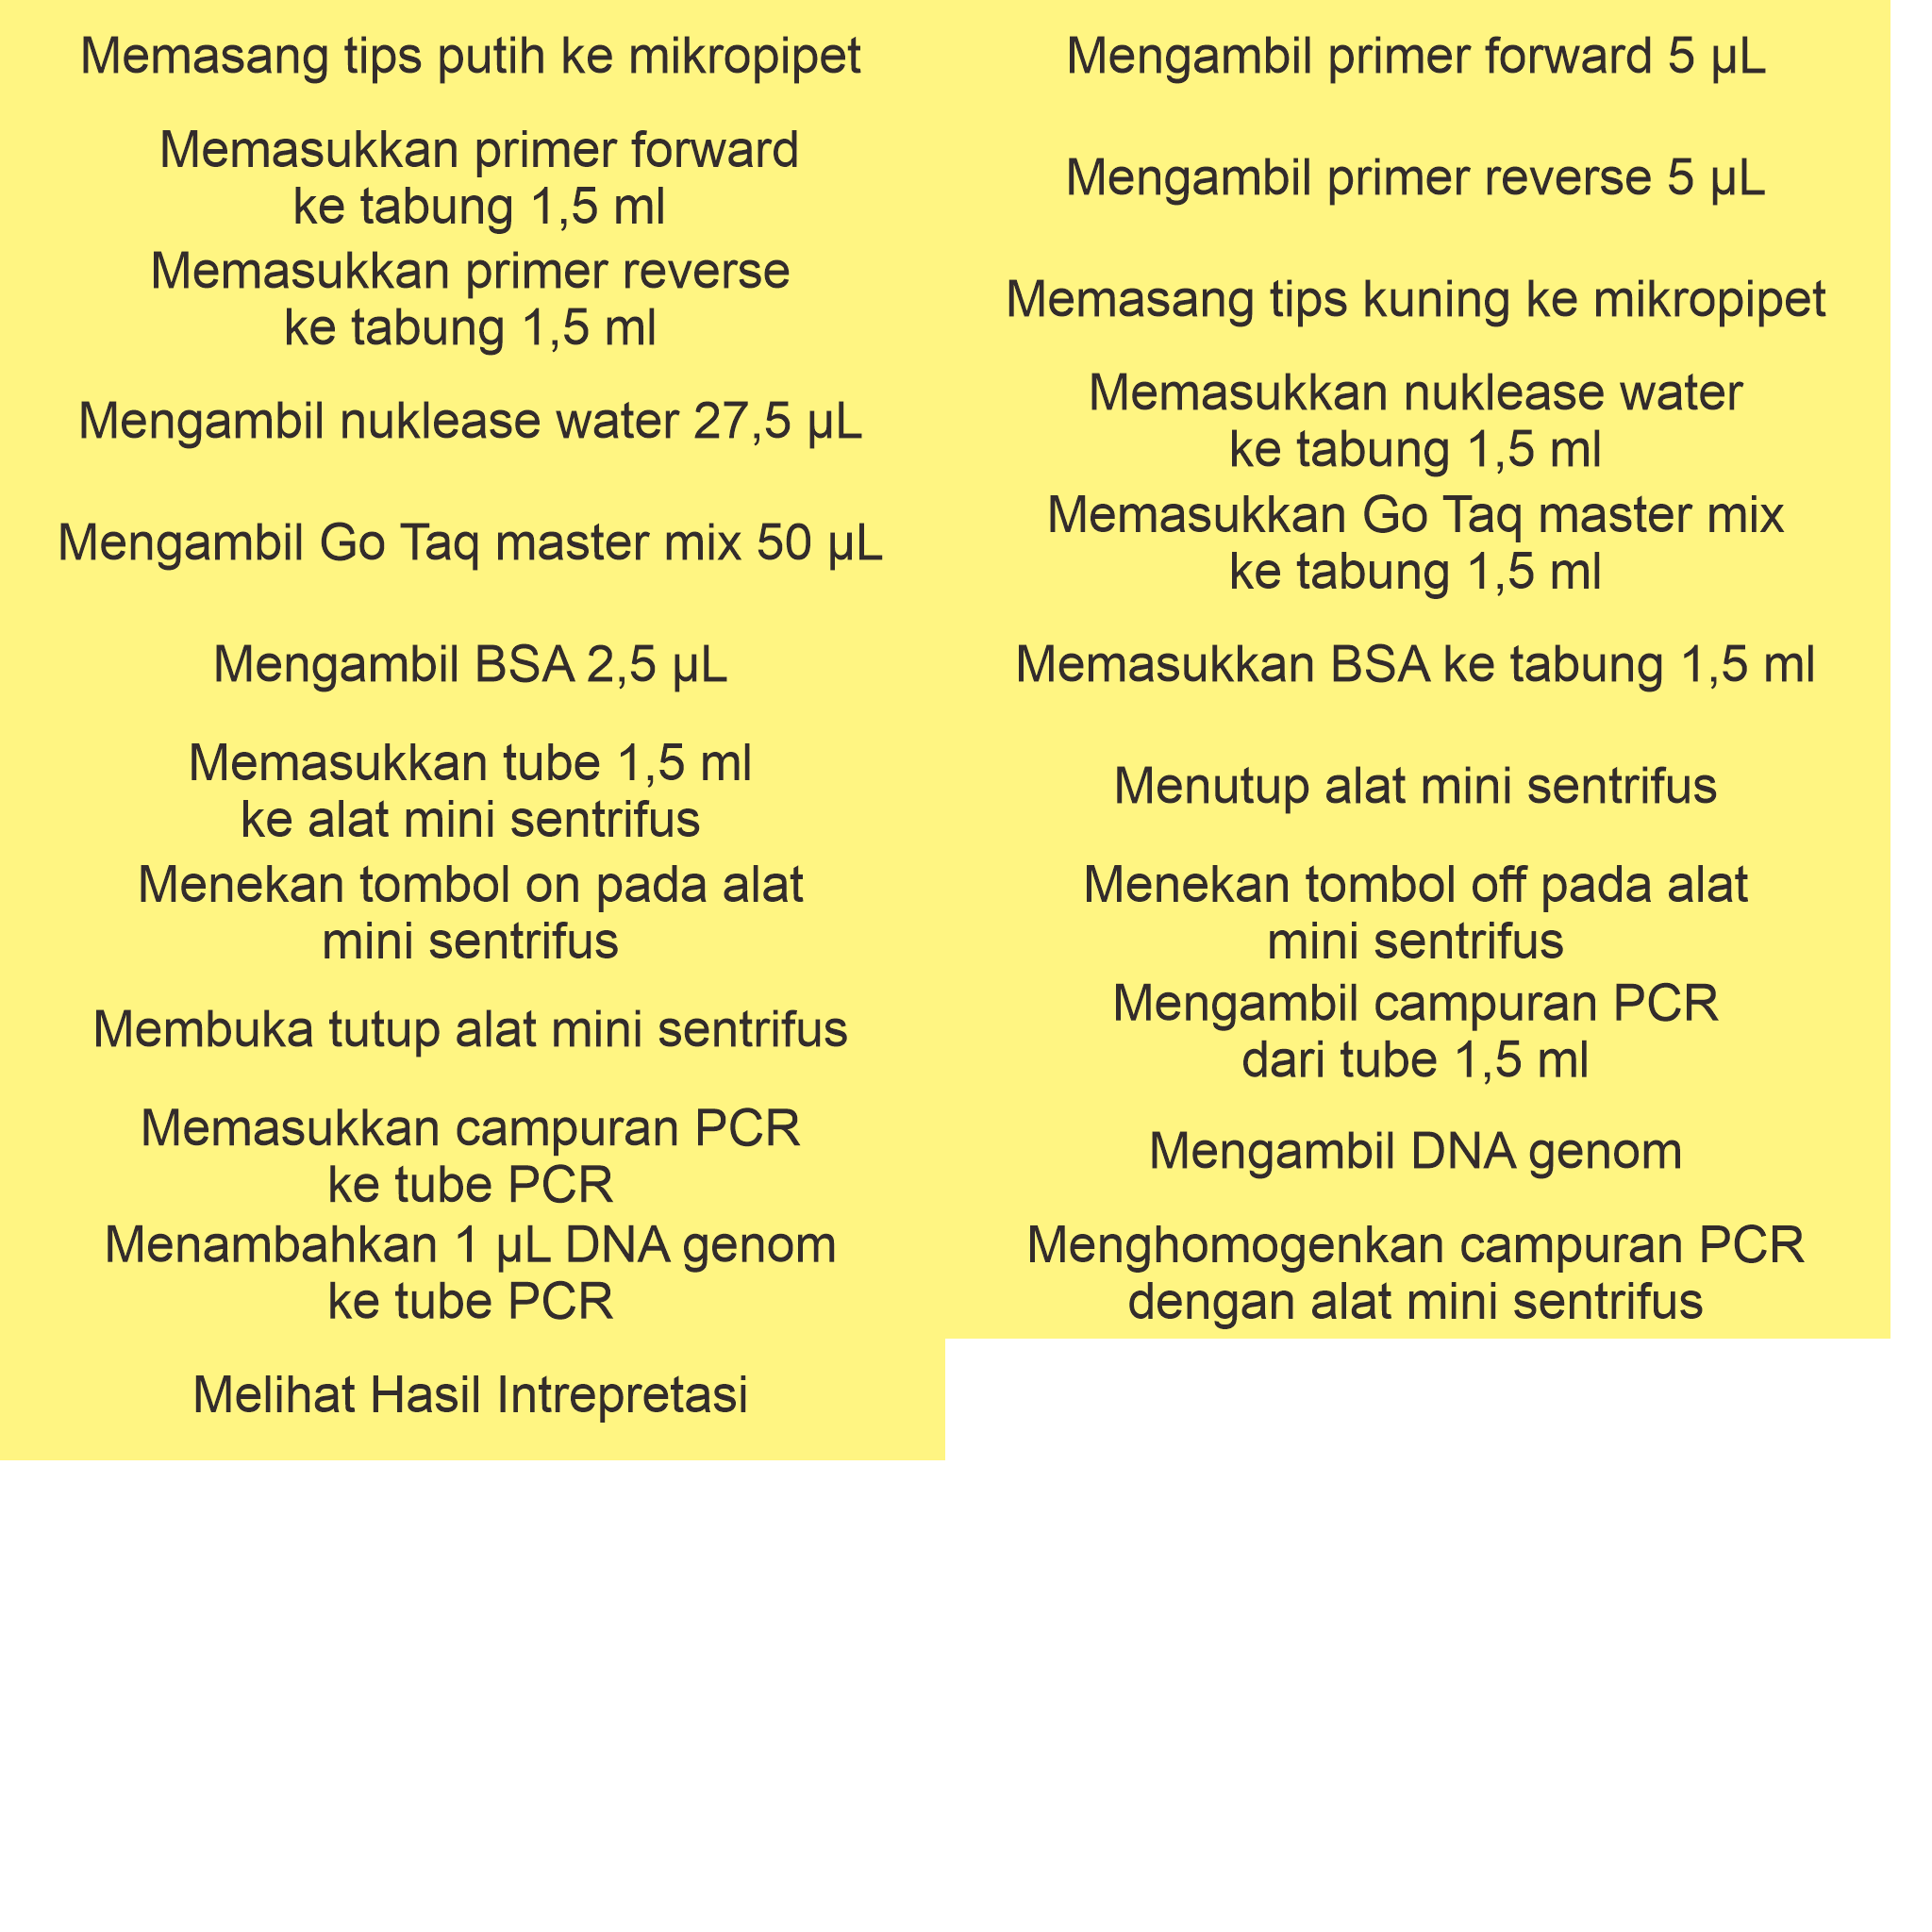 Memasang tips putih ke mikropipet
Mengambil primer forward 5 µL
Memasukkan primer forward
ke tabung 1,5 ml
Mengambil primer reverse 5 µL
Memasukkan primer reverse
ke tabung 1,5 ml
Memasang tips kuning ke mikropipet
Mengambil nuklease water 27,5 µL
Memasukkan nuklease water
ke tabung 1,5 ml
Mengambil Go Taq master mix 50 µL
Memasukkan Go Taq master mix
ke tabung 1,5 ml
Mengambil BSA 2,5 µL
Memasukkan BSA ke tabung 1,5 ml
Memasukkan tube 1,5 ml
ke alat mini sentrifus
Menutup alat mini sentrifus
Menekan tombol on pada alat
mini sentrifus
Menekan tombol off pada alat
mini sentrifus
Membuka tutup alat mini sentrifus
Mengambil campuran PCR
dari tube 1,5 ml
Memasukkan campuran PCR
ke tube PCR
Mengambil DNA genom
Menambahkan 1 µL DNA genom
ke tube PCR
Menghomogenkan campuran PCR
dengan alat mini sentrifus
Melihat Hasil Intrepretasi